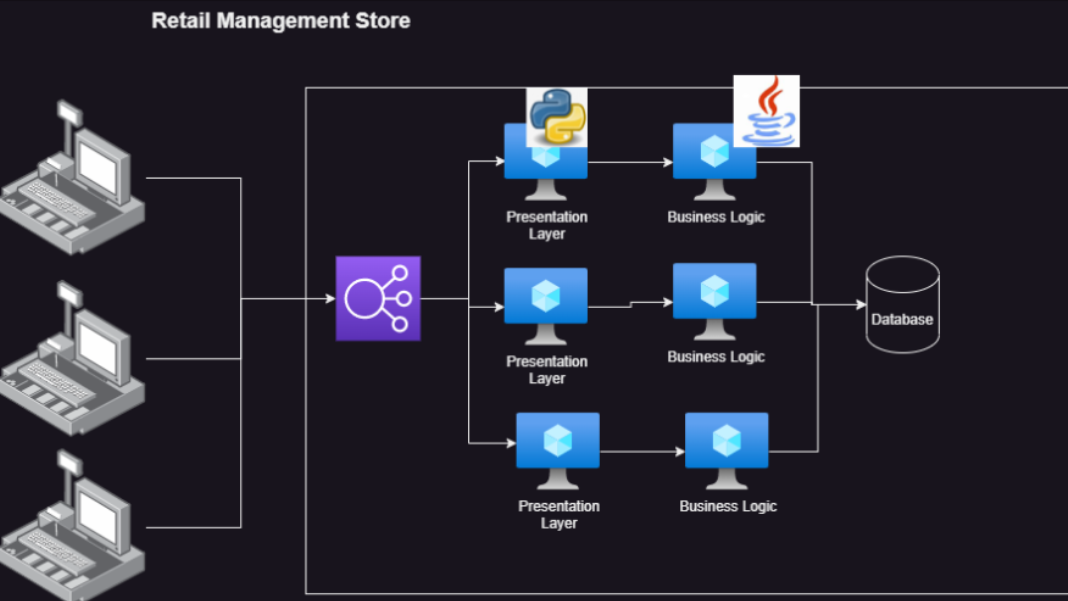 Retail Management Store
Presentation
Layer
Business Logic
Presentation
Layer
Business Logic
Database
Presentation
Layer
Business Logic